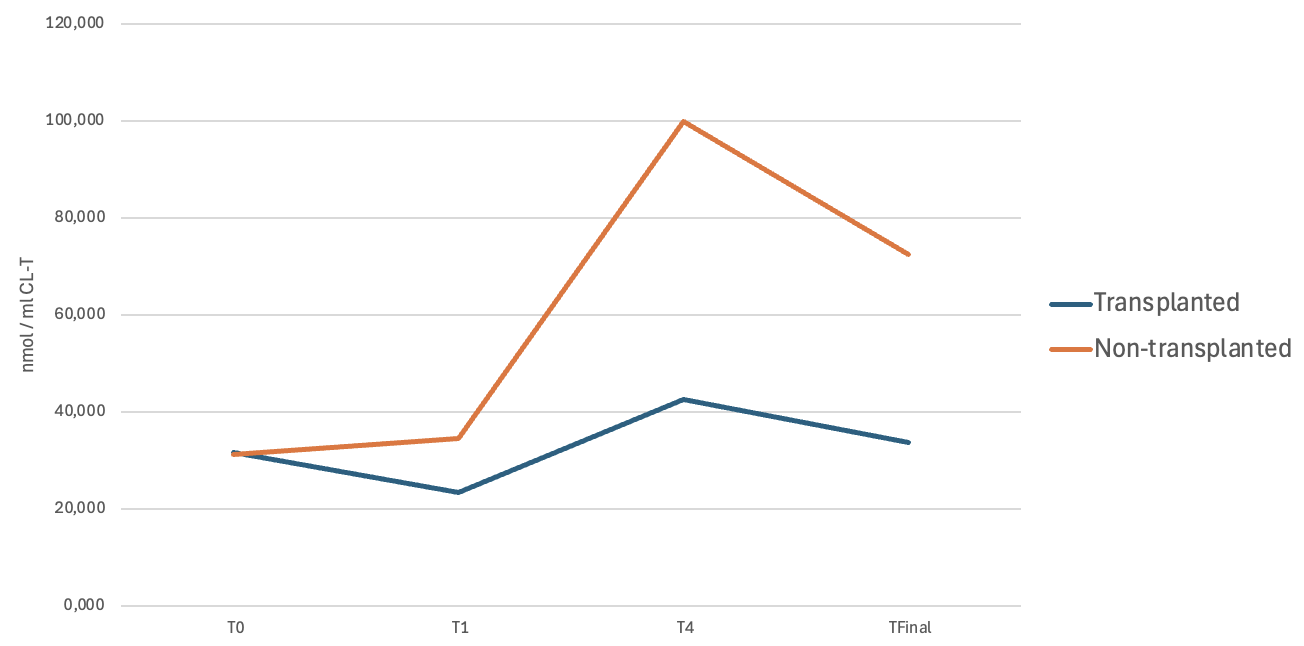 120,000
100,000
80,000
60,000
40,000
20,000
0,000
nmol / ml CL-T
T0 T1 T4 TFinal
Transplanted
Non-transplanted